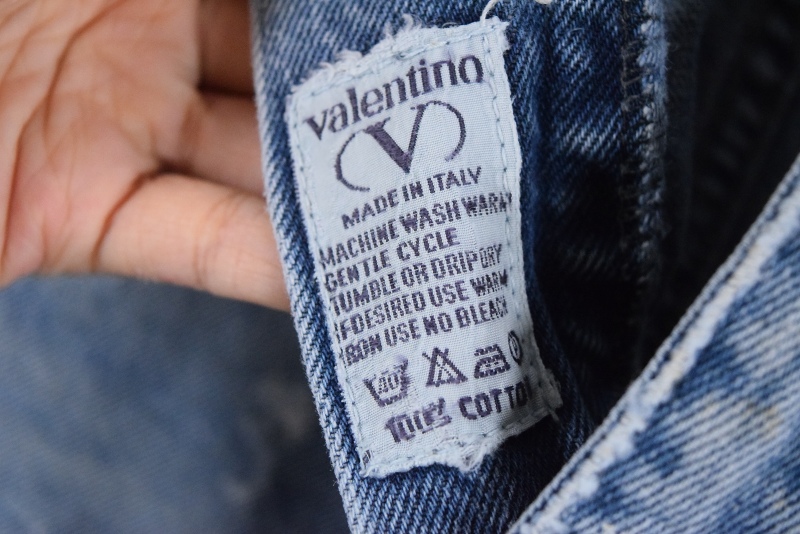 valentino
V
MADE IN ITALY
MACHINE WASH WARM
GENTLE CYCLE
TUMBLE OR DRIP DRY
IF DESIRED USE WARM
IRON USE NO BLEACH
40
100% COTTON